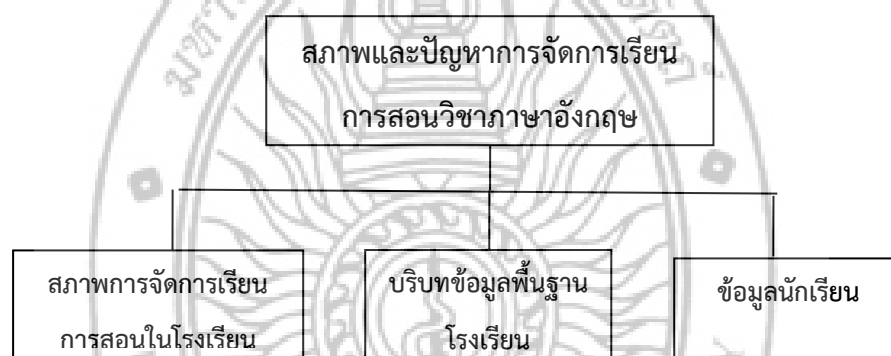 สภาพและปัญหาการจัดการเรียน
การสอนวิชาภาษาอังกฤษ
สภาพการจัดการเรียน
การสอนในโรงเรียน
บริบทข้อมูลพื้นฐาน
โรงเรียน
ข้อมูลนักเรียน